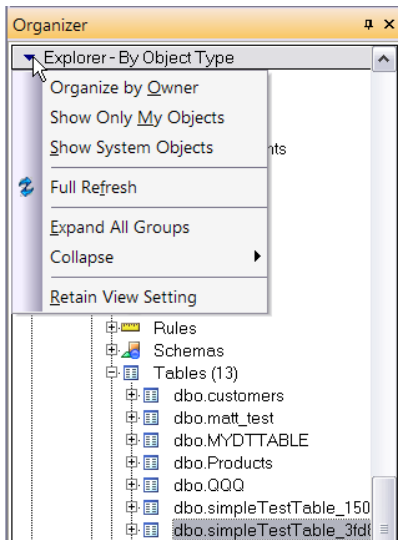 Organizer
Explorer - By Object Type
Organize by Owner
Show Only My Objects
Show System Objects
nts
Full Refresh
Expand All Groups
Collapse
Retain View Setting
Rules
Schemas
Tables (13)
dbo.customers
dbo.matt_test
dbo.MYDTTABLE
dbo.Products
dbo.QQQ
dbo.simpleTestTable_150
dbo.simpleTestTable_3fd8